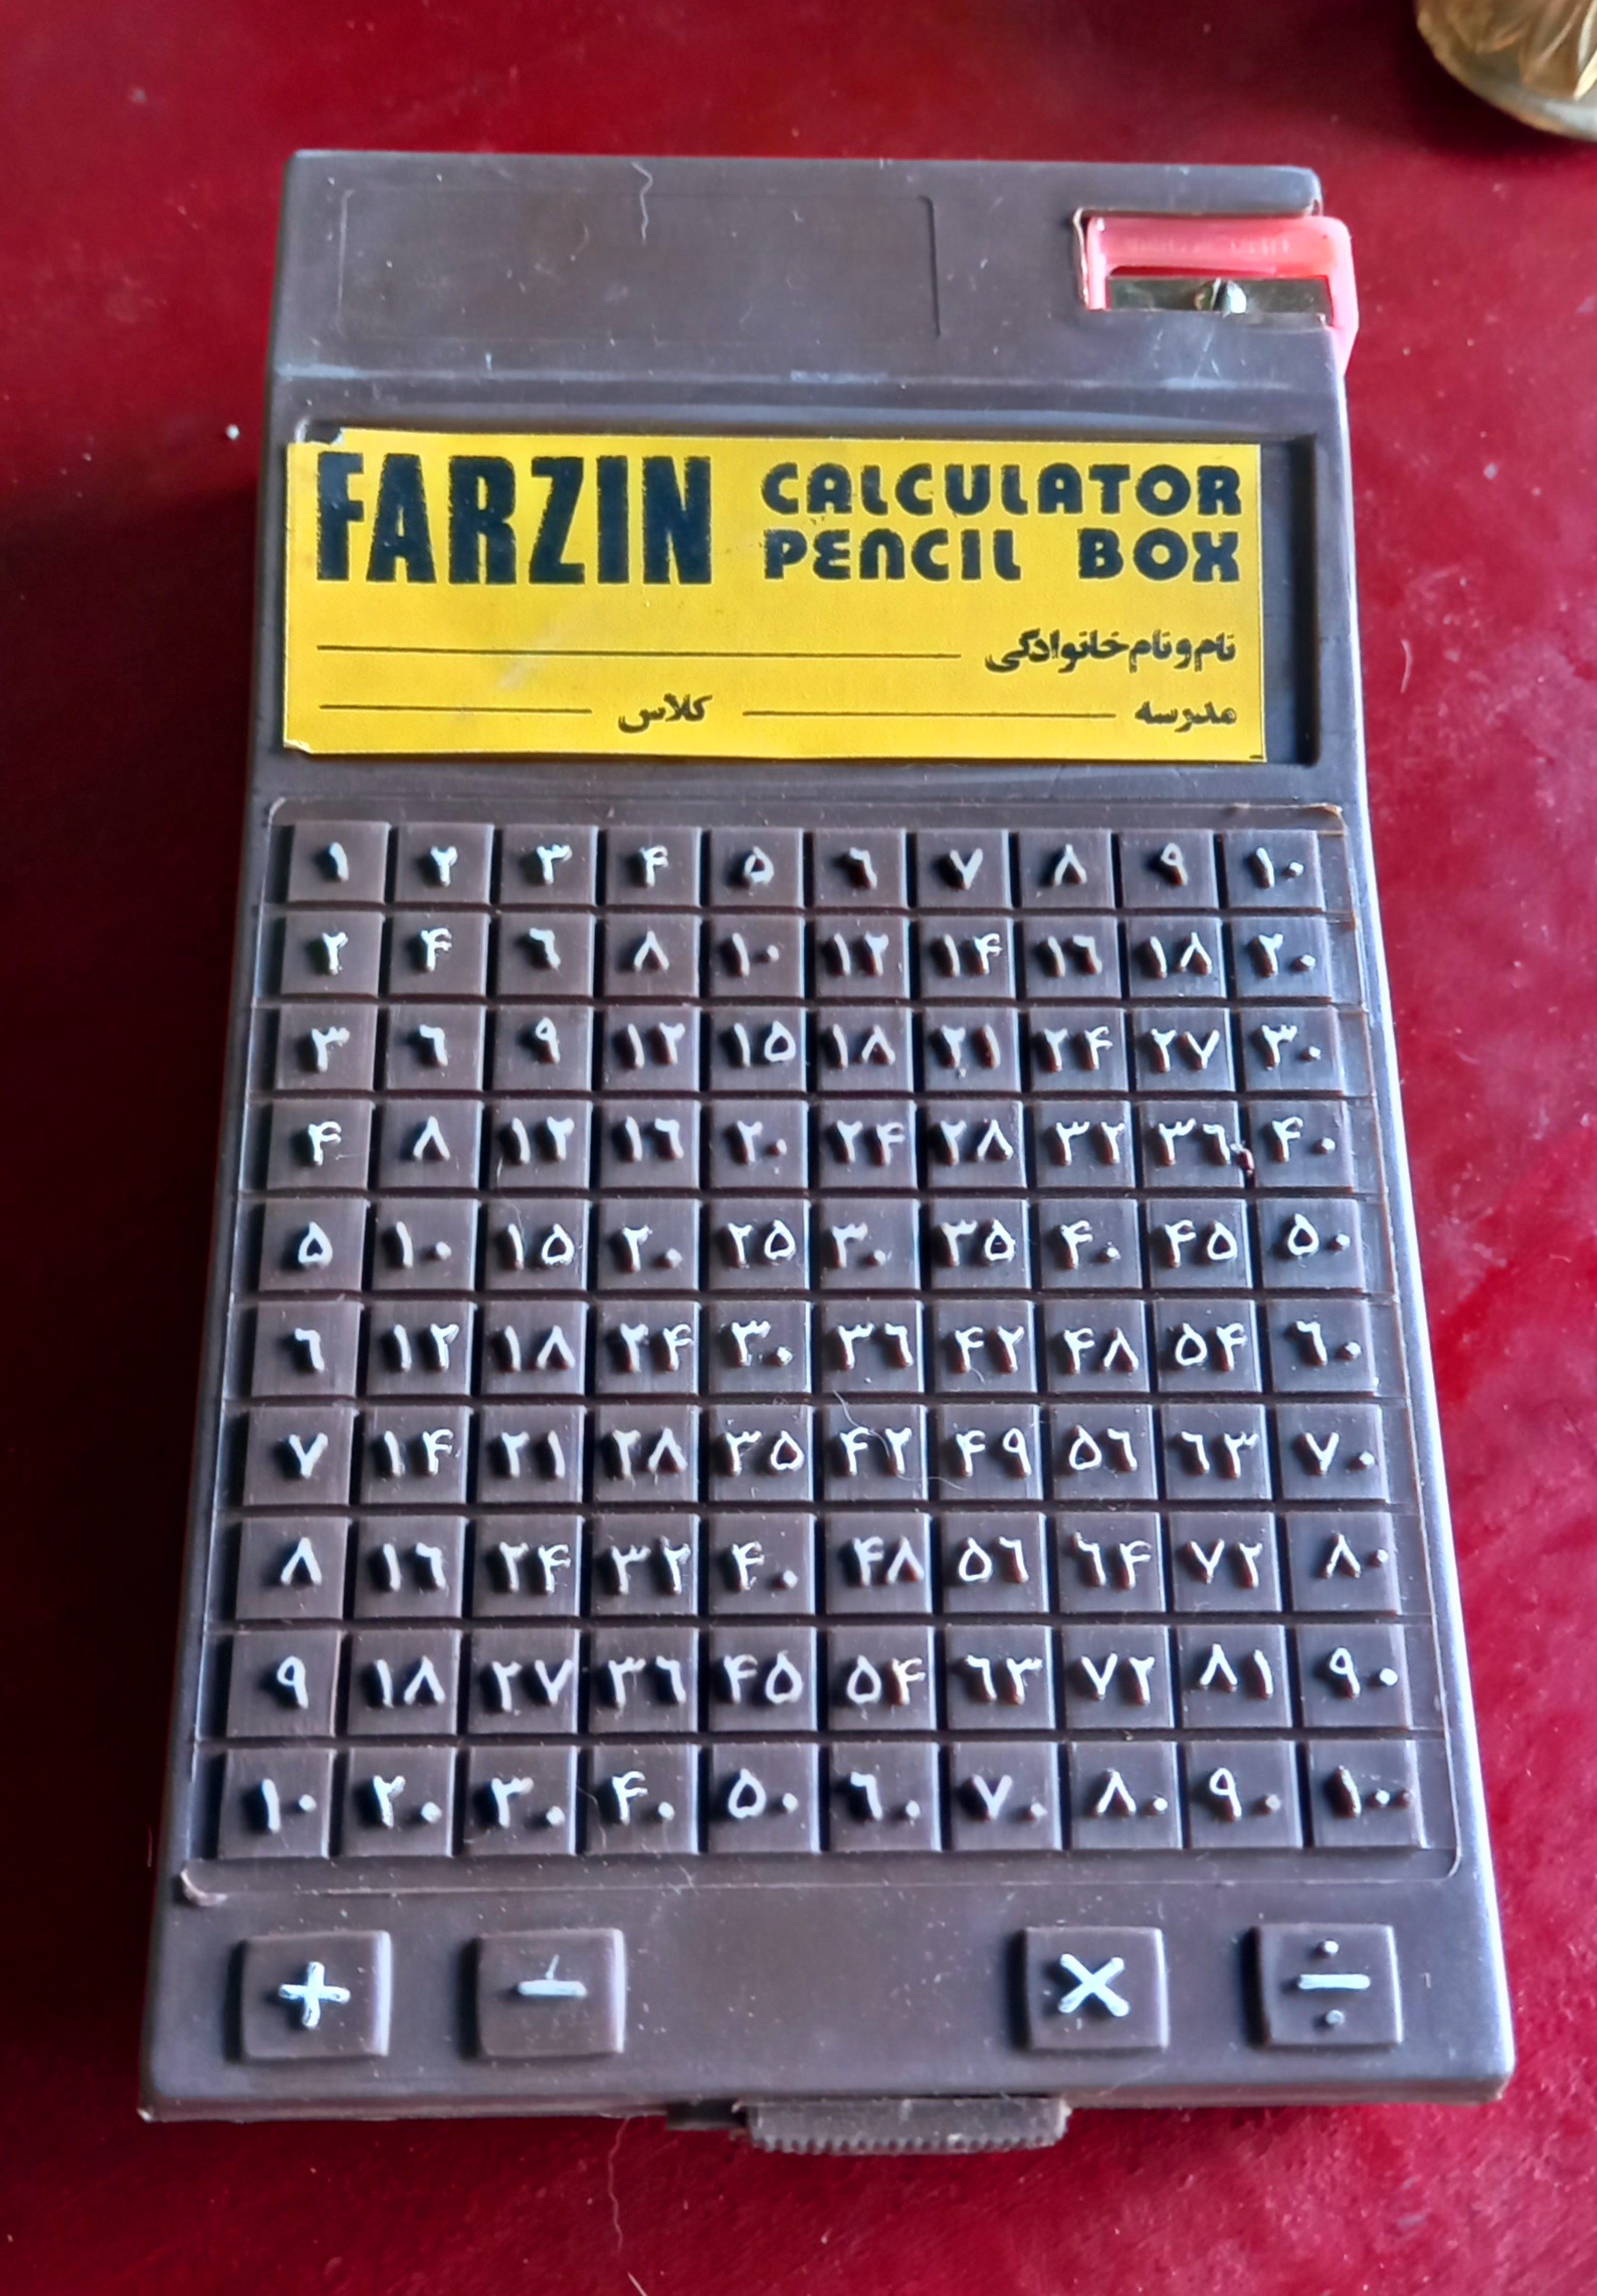 FARZIN CALCULATOR PENCIL BOX
نام و نام خانوادگی
مدرسه کلاس
۱ ۲ ۳ ۴ ۵ ۶ ۷ ۸ ۹ ۱۰
۲ ۴ ۶ ۸ ۱۰ ۱۲ ۱۴ ۱۶ ۱۸ ۲۰
۳ ۶ ۹ ۱۲ ۱۵ ۱۸ ۲۱ ۲۴ ۲۷ ۳۰
۴ ۸ ۱۲ ۱۶ ۲۰ ۲۴ ۲۸ ۳۲ ۳۶ ۴۰
۵ ۱۰ ۱۵ ۲۰ ۲۵ ۳۰ ۳۵ ۴۰ ۴۵ ۵۰
۶ ۱۲ ۱۸ ۲۴ ۳۰ ۳۶ ۴۲ ۴۸ ۵۴ ۶۰
۷ ۱۴ ۲۱ ۲۸ ۳۵ ۴۲ ۴۹ ۵۶ ۶۳ ۷۰
۸ ۱۶ ۲۴ ۳۲ ۴۰ ۴۸ ۵۶ ۶۴ ۷۲ ۸۰
۹ ۱۸ ۲۷ ۳۶ ۴۵ ۵۴ ۶۳ ۷۲ ۸۱ ۹۰
۱۰ ۲۰ ۳۰ ۴۰ ۵۰ ۶۰ ۷۰ ۸۰ ۹۰ ۱۰۰
+ − × ÷